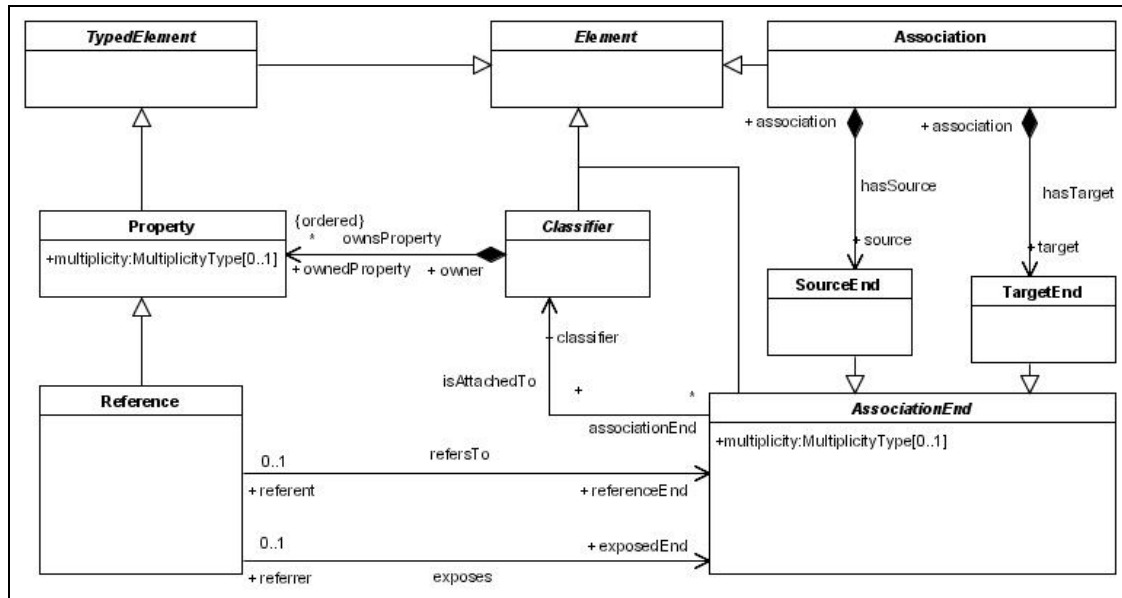 TypedElement
Element
Association
+ association
+ association
hasSource
hasTarget
+ source
+ target
Property
+multiplicity:MultiplicityType[0..1]
{ordered}
* ownsProperty
+ ownedProperty
+ owner
Classifier
SourceEnd
TargetEnd
+ classifier
isAttachedTo
+
*
associationEnd
Reference
AssociationEnd
+multiplicity:MultiplicityType[0..1]
0..1
refersTo
+ referent
+ referenceEnd
0..1
+ exposedEnd
+ referrer
exposes